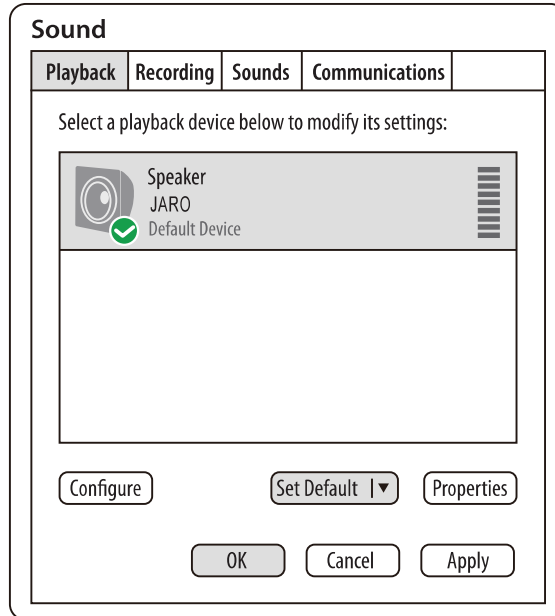 Sound
Playback Recording Sounds Communications
Select a playback device below to modify its settings:
Speaker
JARO
Default Device
Configure Set Default Properties
OK Cancel Apply